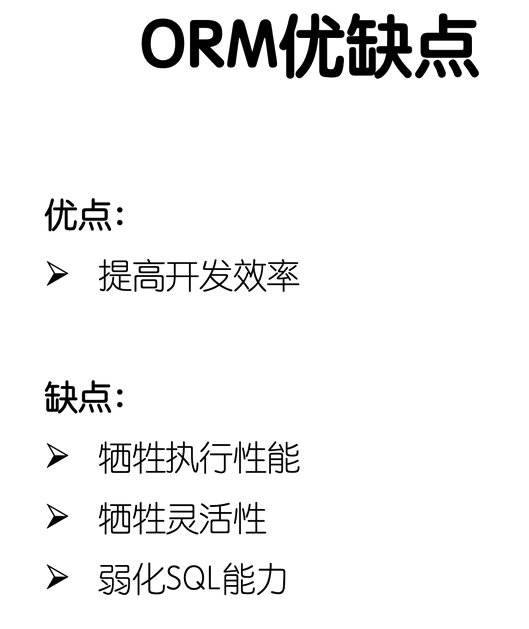 ORM优缺点
优点：
➢ 提高开发效率
缺点：
➢ 牺牲执行性能
➢ 牺牲灵活性
➢ 弱化SQL能力